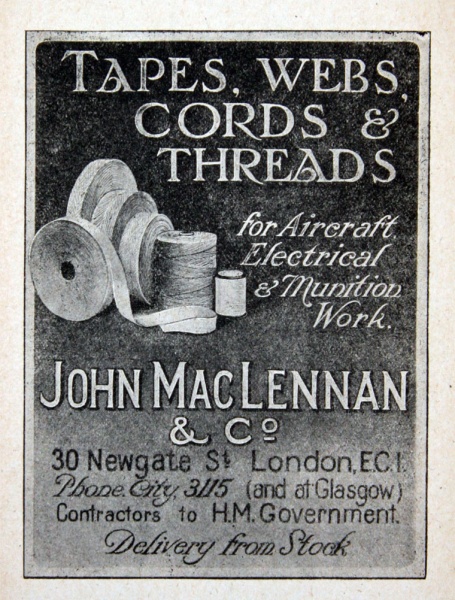 TAPES, WEBS,
CORDS &
THREADS
for Aircraft,
Electrical
& Munition
Work.
JOHN MACLENNAN
& Co
30 Newgate St London, E.C.1.
Phone, City, 3115 (and at Glasgow)
Contractors to H.M. Government.
Delivery from Stock